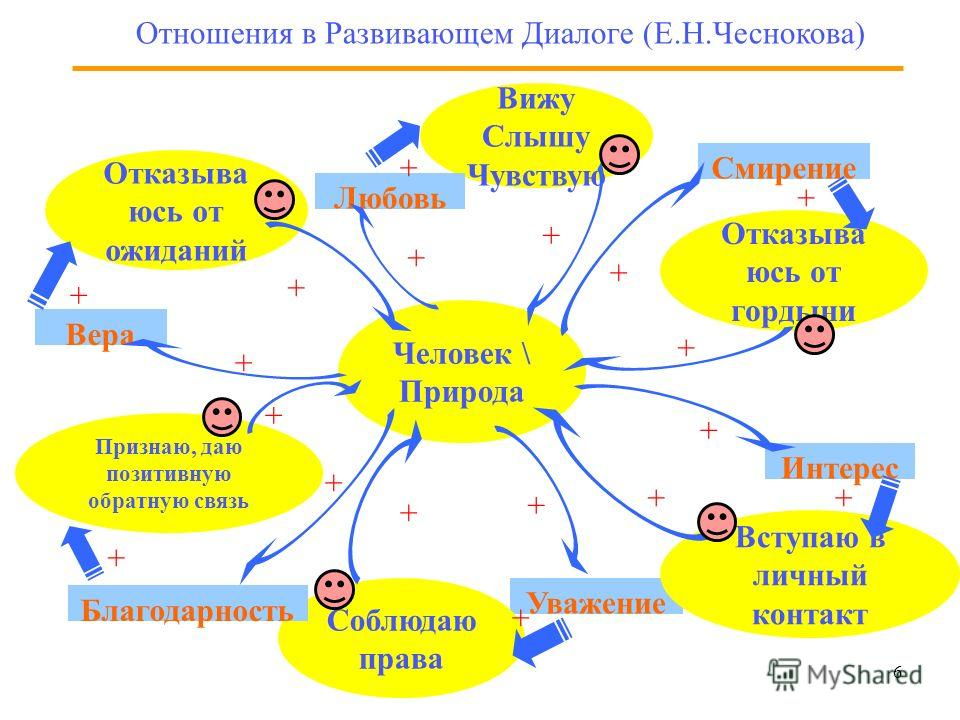 Отношения в Развивающем Диалоге (Е.Н.Чеснокова)
Вижу
Слышу
Чувствую
+
Любовь
Смирение
+
Отказыва
юсь от
ожиданий
+
+
+
+
+
Отказыва
юсь от
гордыни
Вера
+
+
Человек \
Природа
+
+
Признаю, даю
позитивную
обратную связь
Интерес
+
+
+
+
+
+
Вступаю в
личный
контакт
Благодарность
Соблюдаю
права
Уважение
+
MyShared
6